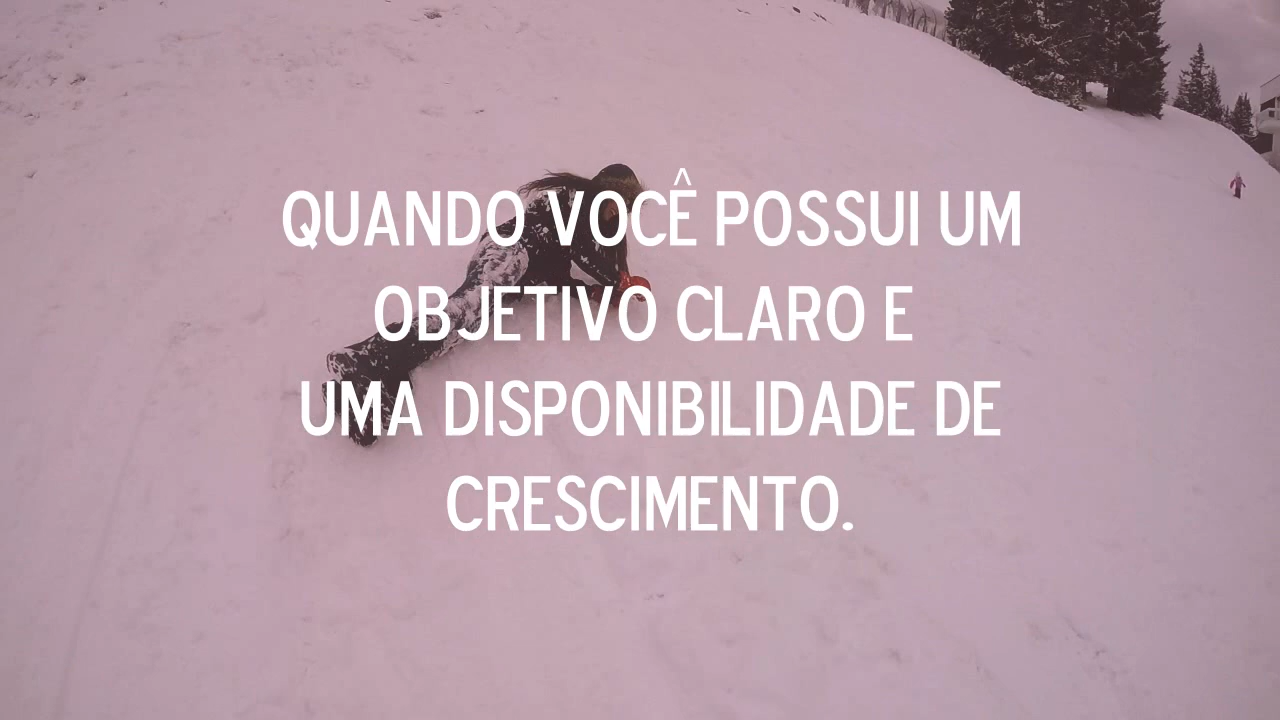 QUANDO VOCÊ POSSUI UM
OBJETIVO CLARO E
UMA DISPONIBILIDADE DE
CRESCIMENTO.